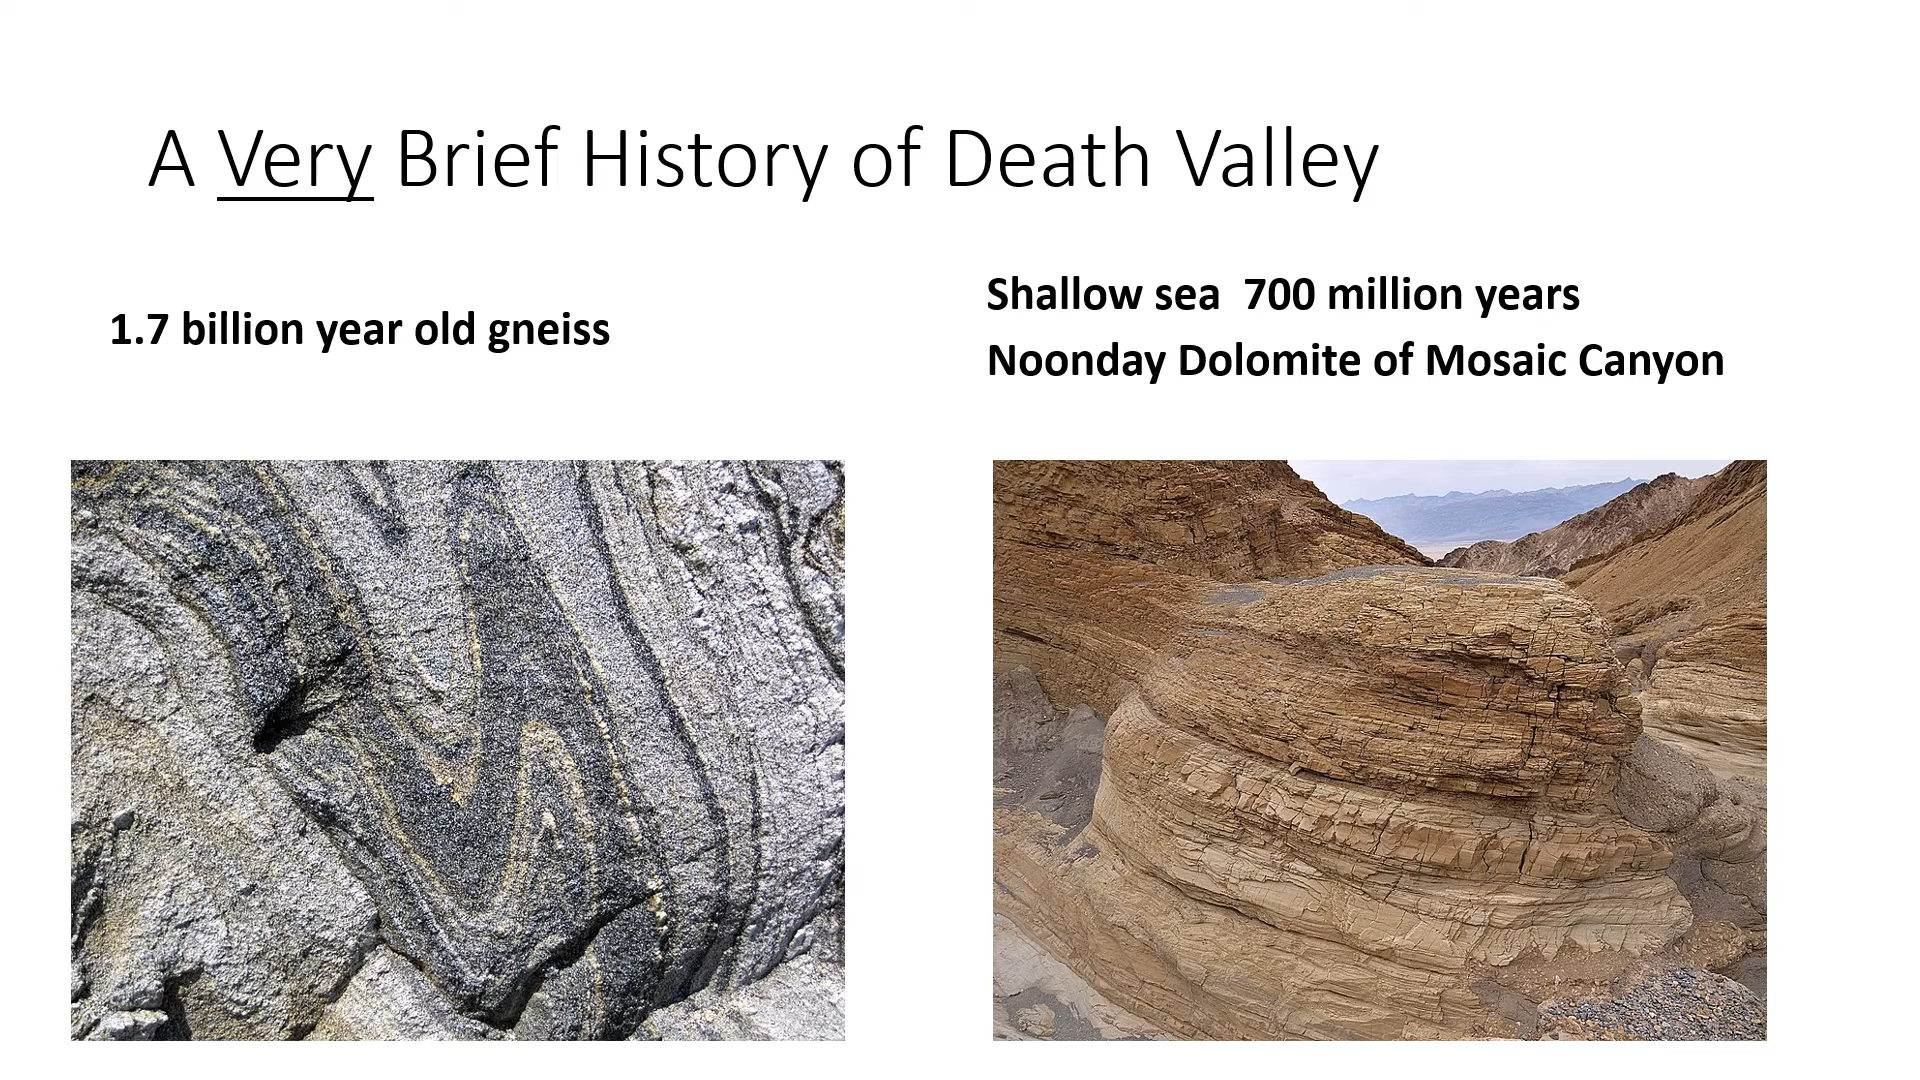 A Very Brief History of Death Valley
1.7 billion year old gneiss
Shallow sea  700 million years
Noonday Dolomite of Mosaic Canyon